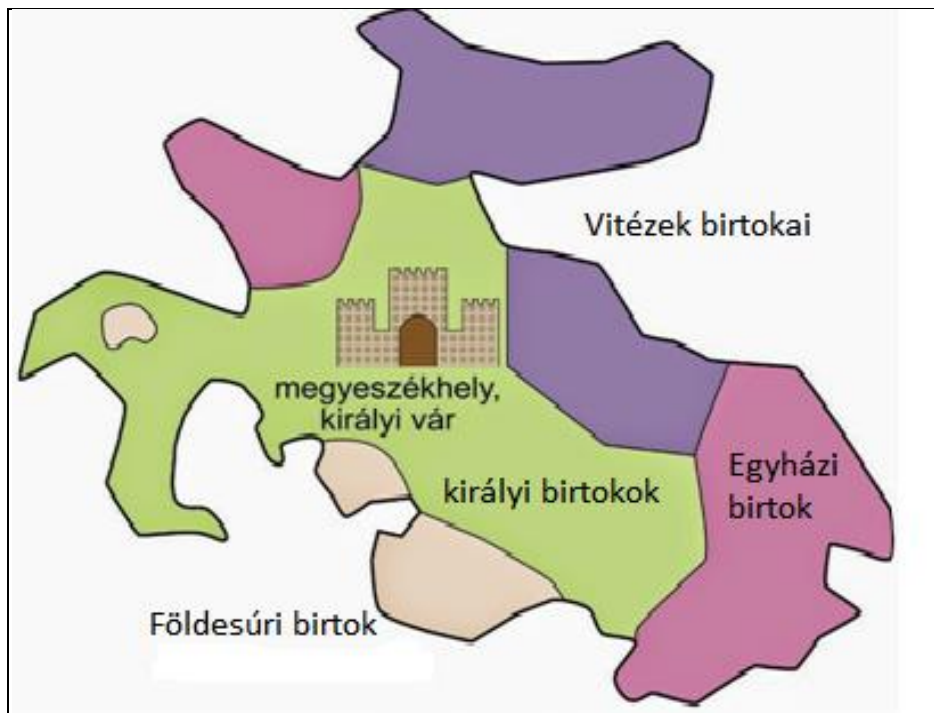 Vitézek birtokai
megyeszékhely,
királyi vár
királyi birtokok
Egyházi
birtok
Földesúri birtok